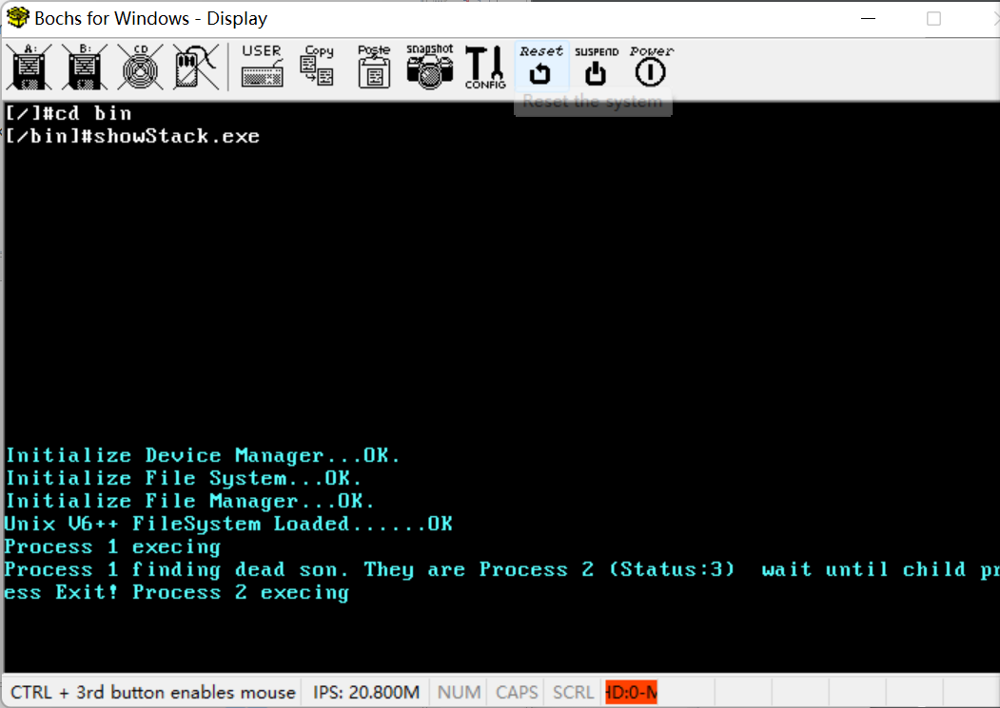 Bochs for Windows - Display
A: B: CD USER Copy Poste snapshot CONFIG Reset SUSPEND Power
Reset the system
[/]#cd bin
[/bin]#showStack.exe
Initialize Device Manager...OK.
Initialize File System...OK.
Initialize File Manager...OK.
Unix V6++ FileSystem Loaded......OK
Process 1 execing
Process 1 finding dead son. They are Process 2 (Status:3)  wait until child pr
ess Exit! Process 2 execing
CTRL + 3rd button enables mouse IPS: 20.800M NUM CAPS SCRL HD:0-M